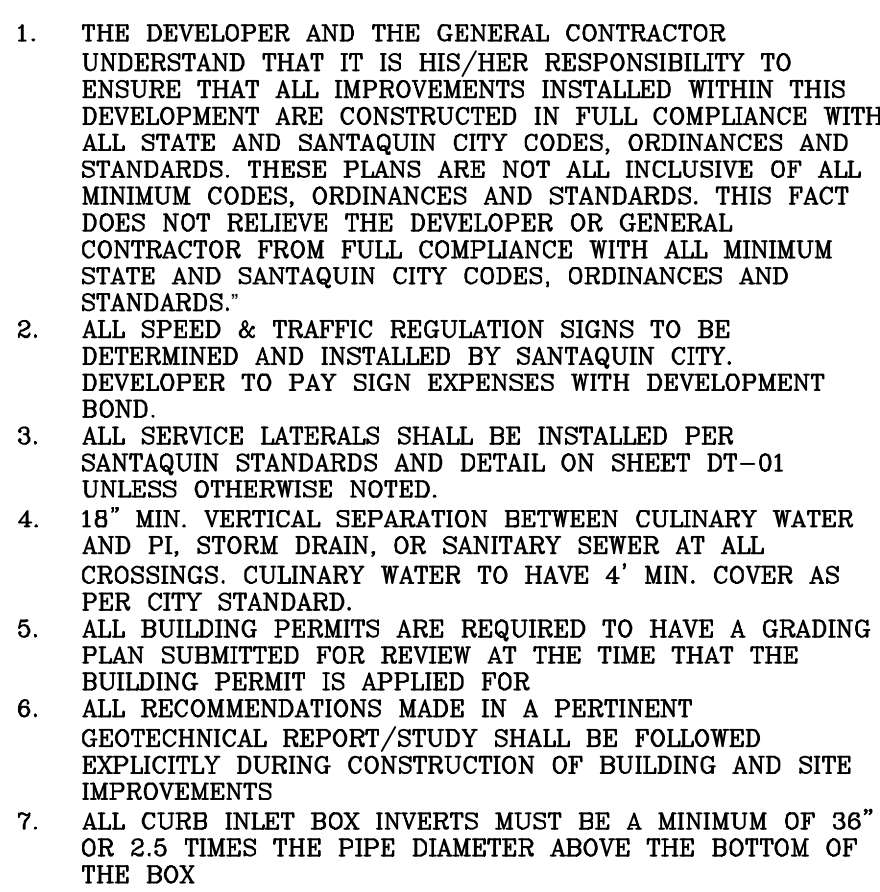 1. THE DEVELOPER AND THE GENERAL CONTRACTOR
UNDERSTAND THAT IT IS HIS/HER RESPONSIBILITY TO
ENSURE THAT ALL IMPROVEMENTS INSTALLED WITHIN THIS
DEVELOPMENT ARE CONSTRUCTED IN FULL COMPLIANCE WITH
ALL STATE AND SANTAQUIN CITY CODES, ORDINANCES AND
STANDARDS. THESE PLANS ARE NOT ALL INCLUSIVE OF ALL
MINIMUM CODES, ORDINANCES AND STANDARDS. THIS FACT
DOES NOT RELIEVE THE DEVELOPER OR GENERAL
CONTRACTOR FROM FULL COMPLIANCE WITH ALL MINIMUM
STATE AND SANTAQUIN CITY CODES, ORDINANCES AND
STANDARDS."
2. ALL SPEED & TRAFFIC REGULATION SIGNS TO BE
DETERMINED AND INSTALLED BY SANTAQUIN CITY.
DEVELOPER TO PAY SIGN EXPENSES WITH DEVELOPMENT
BOND.
3. ALL SERVICE LATERALS SHALL BE INSTALLED PER
SANTAQUIN STANDARDS AND DETAIL ON SHEET DT-01
UNLESS OTHERWISE NOTED.
4. 18" MIN. VERTICAL SEPARATION BETWEEN CULINARY WATER
AND PI, STORM DRAIN, OR SANITARY SEWER AT ALL
CROSSINGS. CULINARY WATER TO HAVE 4' MIN. COVER AS
PER CITY STANDARD.
5. ALL BUILDING PERMITS ARE REQUIRED TO HAVE A GRADING
PLAN SUBMITTED FOR REVIEW AT THE TIME THAT THE
BUILDING PERMIT IS APPLIED FOR
6. ALL RECOMMENDATIONS MADE IN A PERTINENT
GEOTECHNICAL REPORT/STUDY SHALL BE FOLLOWED
EXPLICITLY DURING CONSTRUCTION OF BUILDING AND SITE
IMPROVEMENTS
7. ALL CURB INLET BOX INVERTS MUST BE A MINIMUM OF 36"
OR 2.5 TIMES THE PIPE DIAMETER ABOVE THE BOTTOM OF
THE BOX